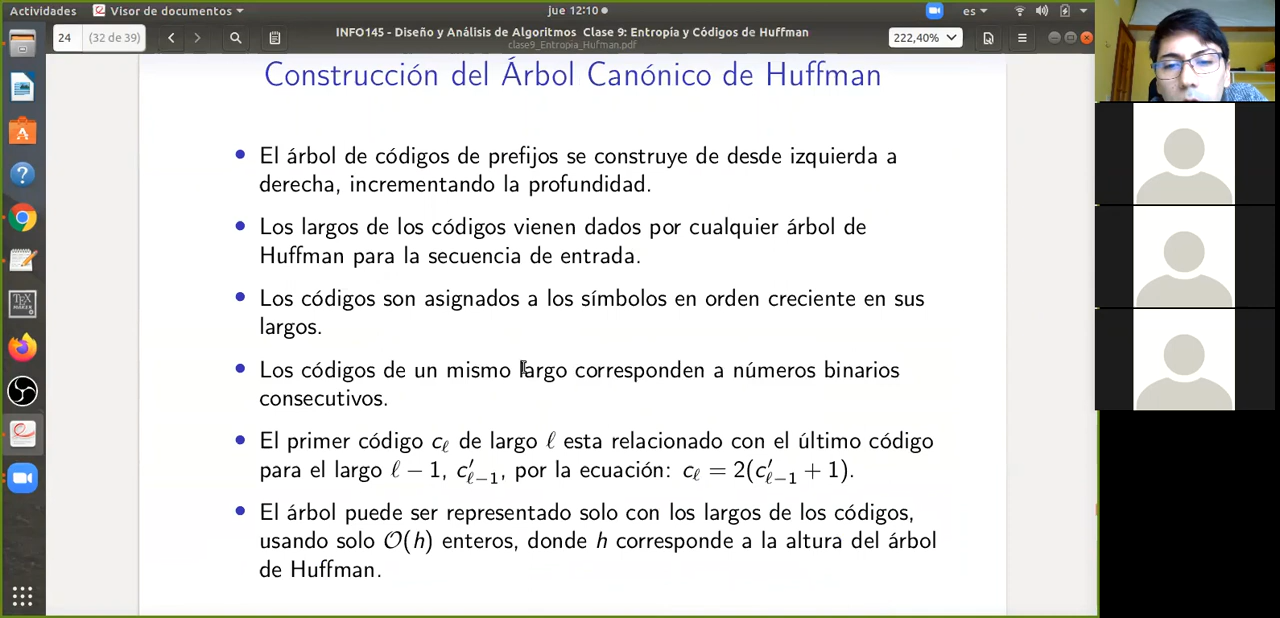 Actividades
Visor de documentos
jue 12:10
es
24
(32 de 39)
INFO145 - Diseño y Análisis de Algoritmos Clase 9: Entropía y Códigos de Huffman
clase9_Entropia_Hufman.pdf
222,40%
Construcción del Árbol Canónico de Huffman
• El árbol de códigos de prefijos se construye de desde izquierda a
derecha, incrementando la profundidad.
• Los largos de los códigos vienen dados por cualquier árbol de
Huffman para la secuencia de entrada.
• Los códigos son asignados a los símbolos en orden creciente en sus
largos.
• Los códigos de un mismo largo corresponden a números binarios
consecutivos.
• El primer código cℓ de largo ℓ esta relacionado con el último código
para el largo ℓ − 1, c′ℓ−1, por la ecuación: cℓ = 2(c′ℓ−1 + 1).
• El árbol puede ser representado solo con los largos de los códigos,
usando solo O(h) enteros, donde h corresponde a la altura del árbol
de Huffman.
TEX
MAKER